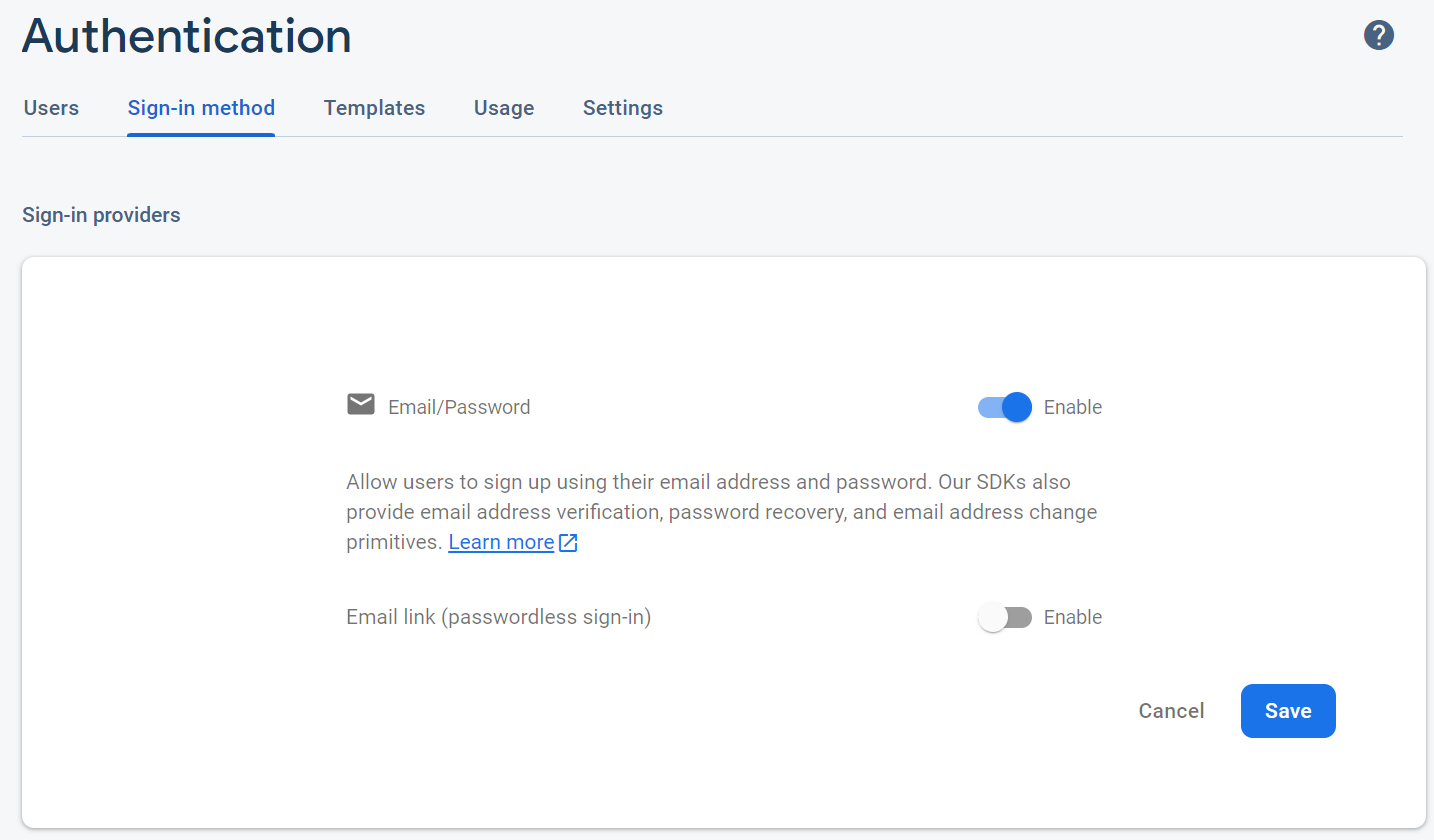 Authentication
?
Users Sign-in method Templates Usage Settings
Sign-in providers
Email/Password Enable
Allow users to sign up using their email address and password. Our SDKs also
provide email address verification, password recovery, and email address change
primitives. Learn more
Email link (passwordless sign-in) Enable
Cancel Save